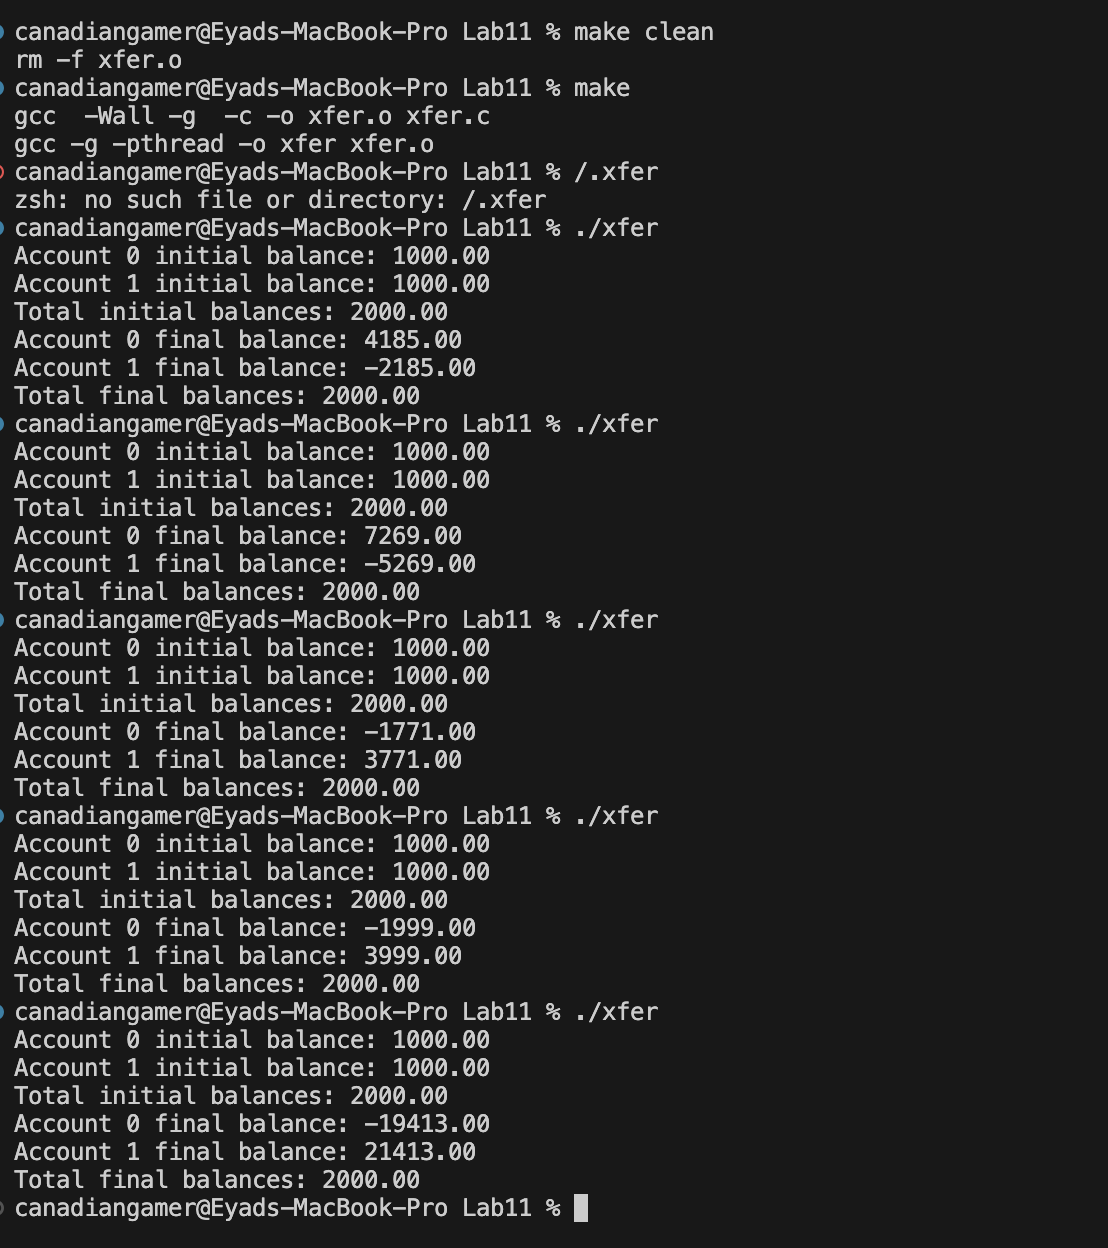 canadiangamer@Eyads-MacBook-Pro Lab11 % make clean
rm -f xfer.o
canadiangamer@Eyads-MacBook-Pro Lab11 % make
gcc  -Wall -g  -c -o xfer.o xfer.c
gcc -g -pthread -o xfer xfer.o
canadiangamer@Eyads-MacBook-Pro Lab11 % /.xfer
zsh: no such file or directory: /.xfer
canadiangamer@Eyads-MacBook-Pro Lab11 % ./xfer
Account 0 initial balance: 1000.00
Account 1 initial balance: 1000.00
Total initial balances: 2000.00
Account 0 final balance: 4185.00
Account 1 final balance: -2185.00
Total final balances: 2000.00
canadiangamer@Eyads-MacBook-Pro Lab11 % ./xfer
Account 0 initial balance: 1000.00
Account 1 initial balance: 1000.00
Total initial balances: 2000.00
Account 0 final balance: 7269.00
Account 1 final balance: -5269.00
Total final balances: 2000.00
canadiangamer@Eyads-MacBook-Pro Lab11 % ./xfer
Account 0 initial balance: 1000.00
Account 1 initial balance: 1000.00
Total initial balances: 2000.00
Account 0 final balance: -1771.00
Account 1 final balance: 3771.00
Total final balances: 2000.00
canadiangamer@Eyads-MacBook-Pro Lab11 % ./xfer
Account 0 initial balance: 1000.00
Account 1 initial balance: 1000.00
Total initial balances: 2000.00
Account 0 final balance: -1999.00
Account 1 final balance: 3999.00
Total final balances: 2000.00
canadiangamer@Eyads-MacBook-Pro Lab11 % ./xfer
Account 0 initial balance: 1000.00
Account 1 initial balance: 1000.00
Total initial balances: 2000.00
Account 0 final balance: -19413.00
Account 1 final balance: 21413.00
Total final balances: 2000.00
canadiangamer@Eyads-MacBook-Pro Lab11 %